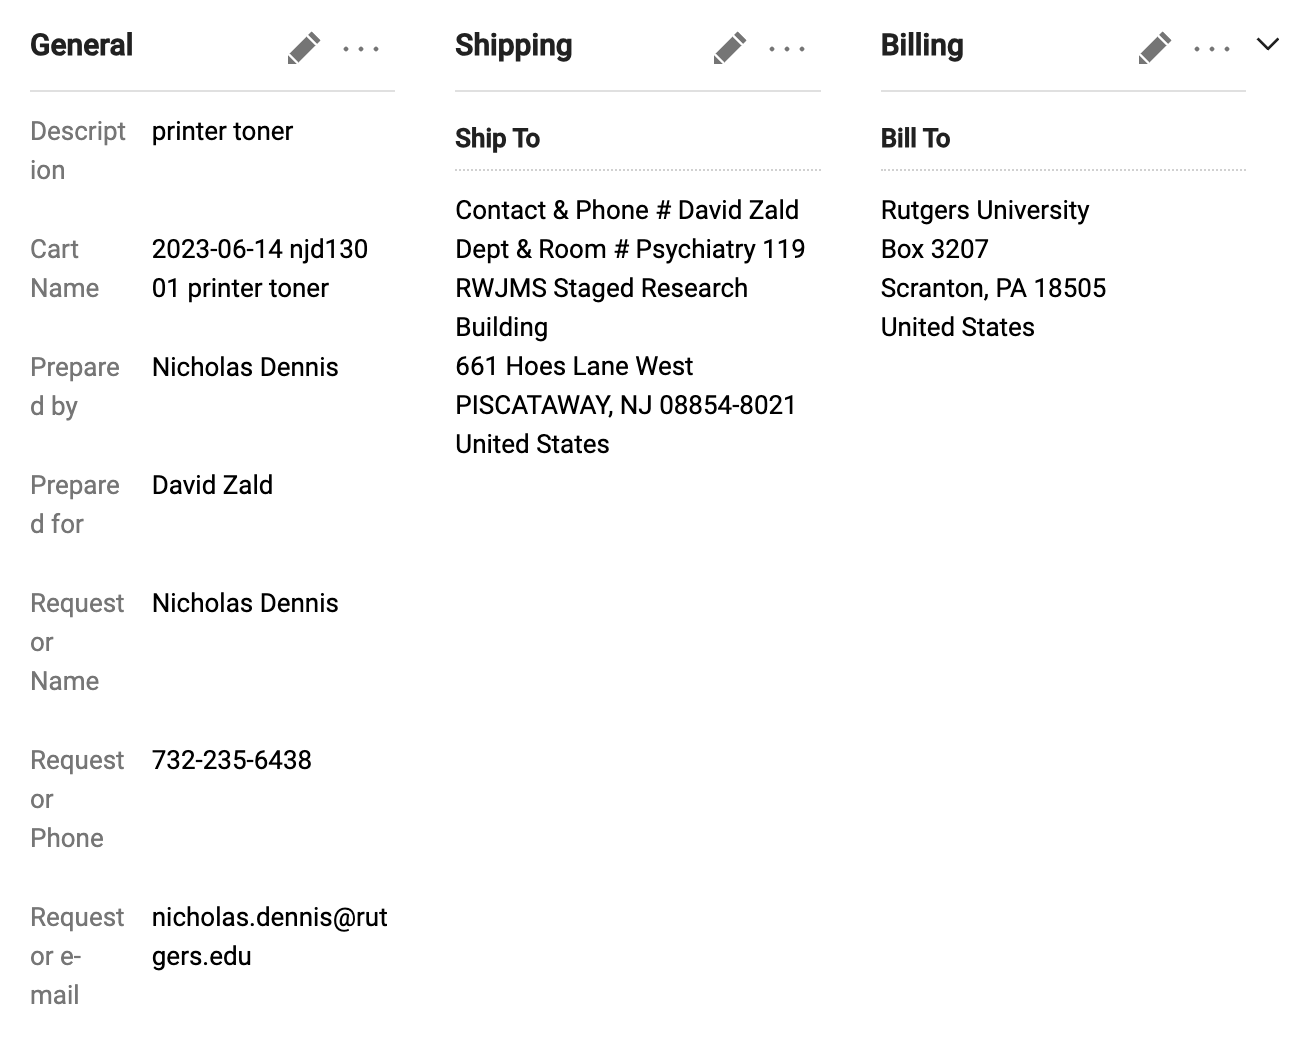 General
Description
printer toner
Cart Name
2023-06-14 njd130
01 printer toner
Prepared by
Nicholas Dennis
Prepared for
David Zald
Requestor Name
Nicholas Dennis
Requestor Phone
732-235-6438
Requestor e-mail
nicholas.dennis@rutgers.edu
Shipping
Ship To
Contact & Phone # David Zald
Dept & Room # Psychiatry 119
RWJMS Staged Research
Building
661 Hoes Lane West
PISCATAWAY, NJ 08854-8021
United States
Billing
Bill To
Rutgers University
Box 3207
Scranton, PA 18505
United States